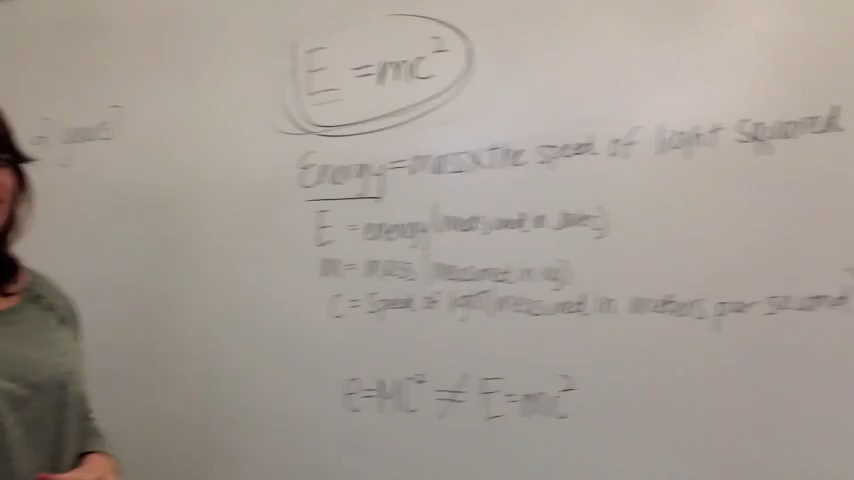 E = mc²
Energy = mass x the speed of light squared
E = energy (measured in Joules)
m = mass (measured in kg)
C = Speed of light (measured in meters per second)
e=MC² ≠ E=mc²